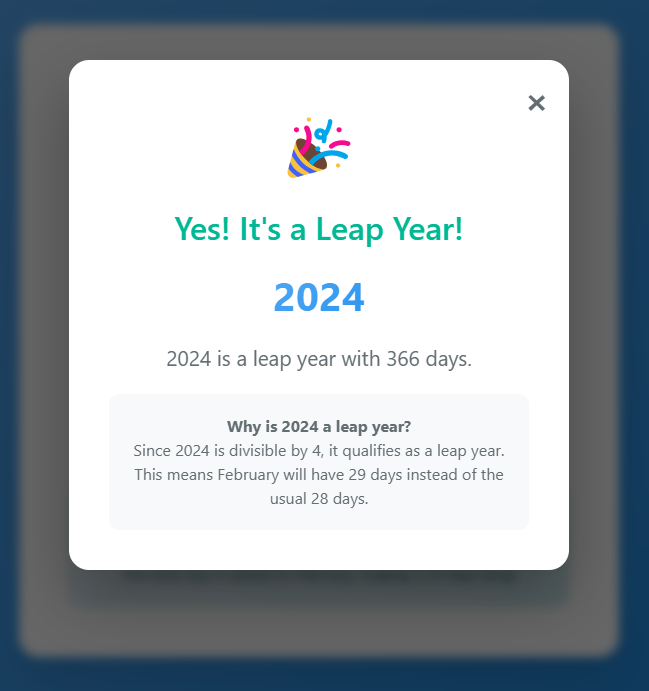 ×
Yes! It's a Leap Year!
2024
2024 is a leap year with 366 days.
Why is 2024 a leap year?
Since 2024 is divisible by 4, it qualifies as a leap year.
This means February will have 29 days instead of the
usual 28 days.